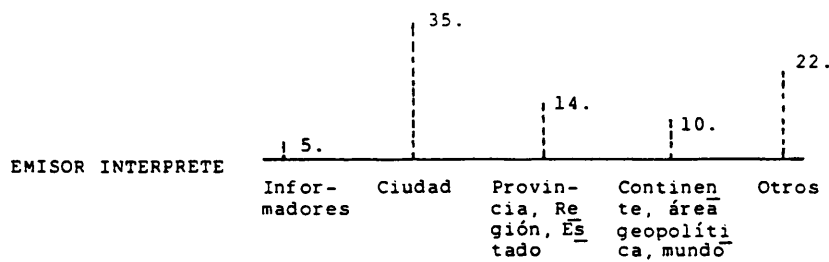 35.
22.
14.
10.
5.
EMISOR INTERPRETE
Infor-
madores
Ciudad
Provin-
cia, Re
gión, Es
tado
Continen
te, área
geopolíti
ca, mundo
Otros